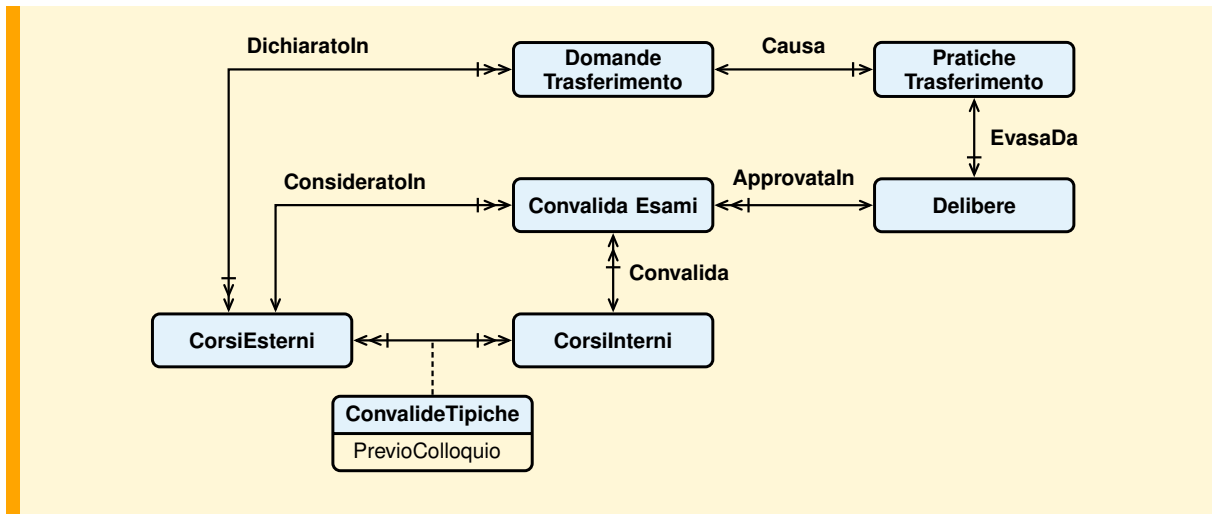 DichiaratoIn
Domande
Trasferimento
Causa
Pratiche
Trasferimento
EvasaDa
ConsideratoIn
Convalida Esami
ApprovataIn
Delibere
Convalida
CorsiEsterni
CorsiInterni
ConvalideTipiche
PrevioColloquio